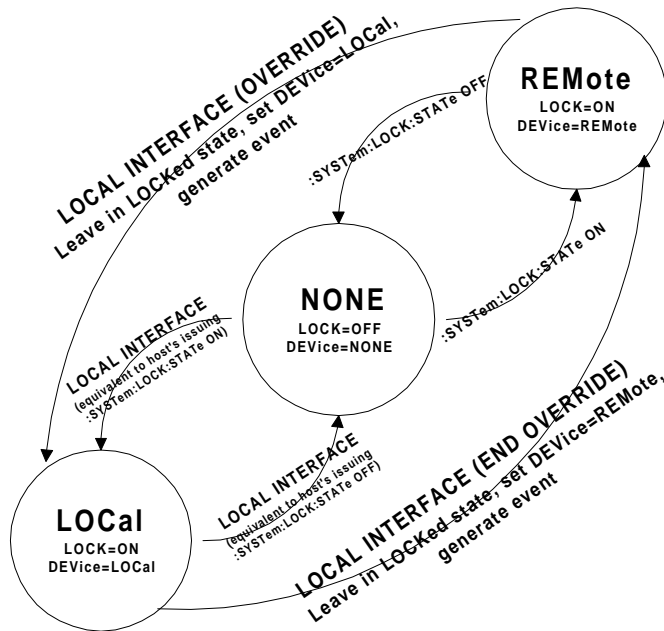 LOCAL INTERFACE (OVERRIDE)
Leave in LOCKed state, set DEVice=LOCal,
generate event
REMote
LOCK=ON
DEVice=REMote
:SYSTem:LOCK:STATe OFF
NONE
LOCK=OFF
DEVice=NONE
:SYSTem:LOCK:STATe ON
LOCAL INTERFACE
(equivalent to host's issuing
:SYSTem:LOCK:STATe ON)
LOCAL INTERFACE
(equivalent to host's issuing
:SYSTem:LOCK:STATe OFF)
LOCal
LOCK=ON
DEVice=LOCal
LOCAL INTERFACE (END OVERRIDE)
Leave in LOCKed state, set DEVice=REMote,
generate event